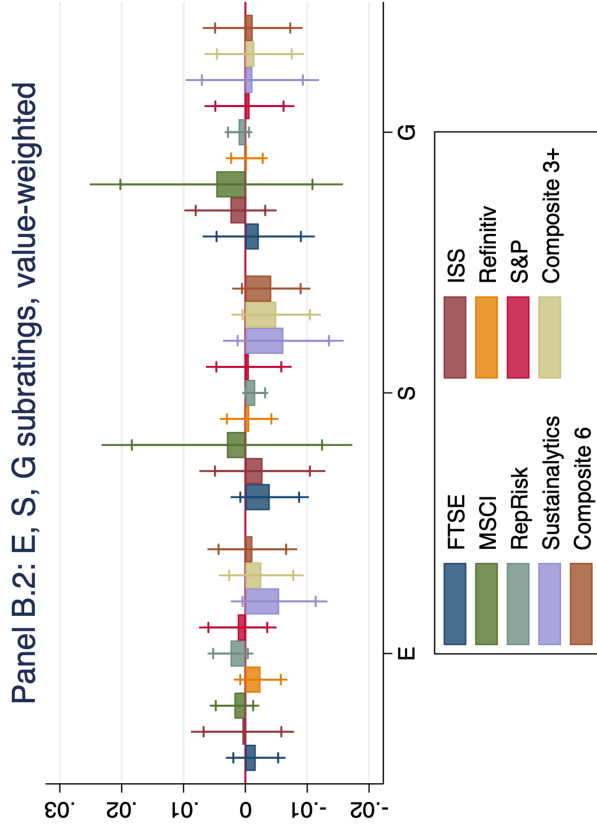 Panel B.2: E, S, G subratings, value-weighted
.03
.02
.01
0
-.01
-.02
E
S
G
FTSE
ISS
MSCI
Refinitiv
RepRisk
S&P
Sustainalytics
Composite 3+
Composite 6